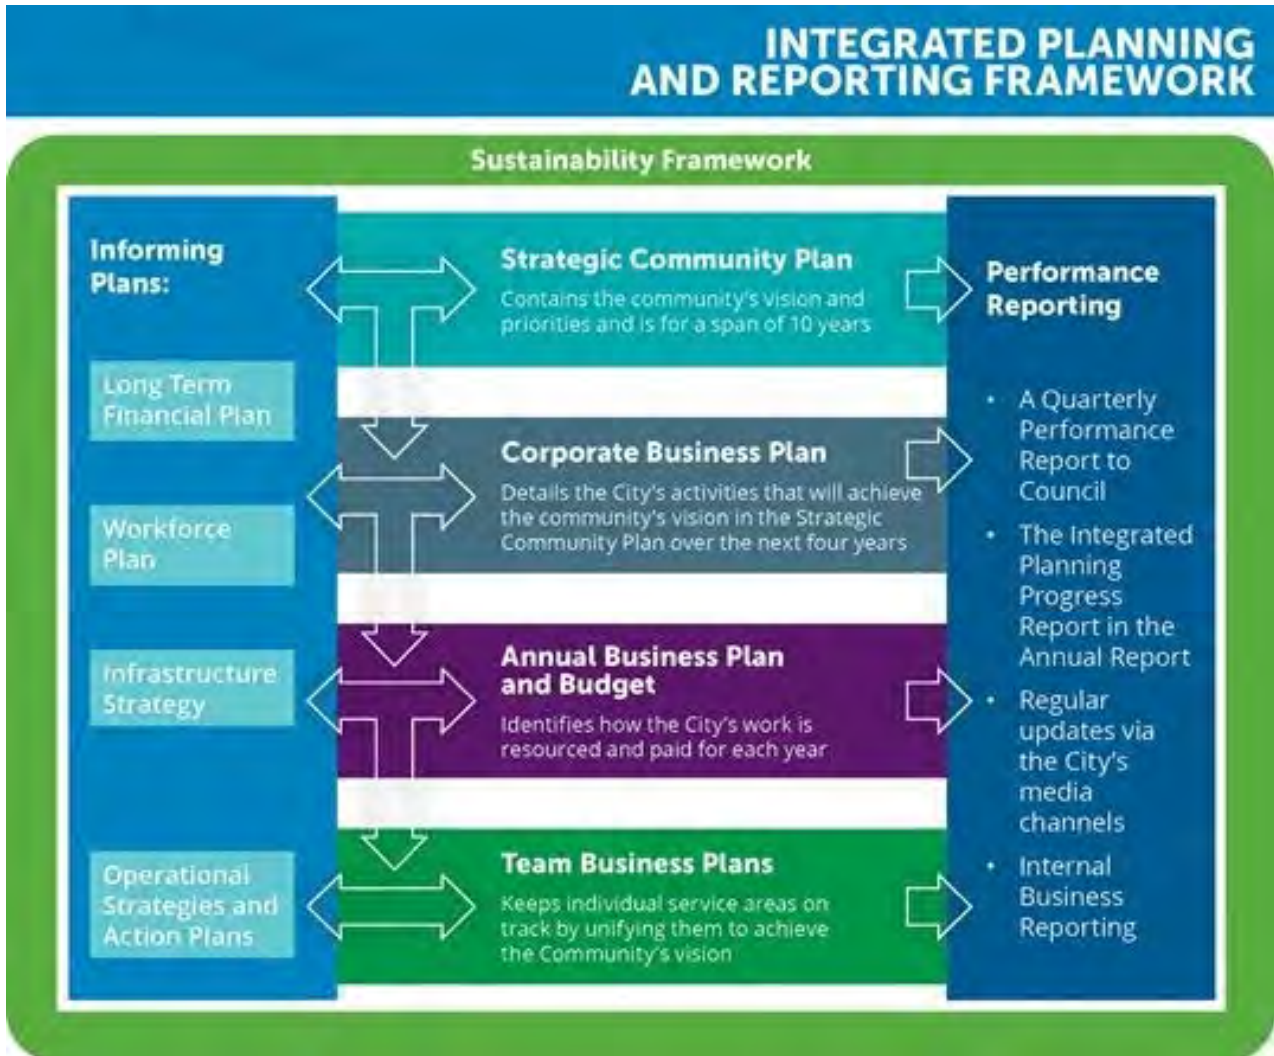 INTEGRATED PLANNING
AND REPORTING FRAMEWORK
Sustainability Framework
Informing
Plans:
Long Term
Financial Plan
Workforce
Plan
Infrastructure
Strategy
Operational
Strategies and
Action Plans
Strategic Community Plan
Contains the community's vision and
priorities and is for a span of 10 years
Corporate Business Plan
Details the City's activities that will achieve
the community's vision in the Strategic
Community Plan over the next four years
Annual Business Plan
and Budget
Identifies how the City's work is
resourced and paid for each year
Team Business Plans
Keeps individual service areas on
track by unifying them to achieve
the Community's vision
Performance
Reporting
• A Quarterly
Performance
Report to
Council
• The Integrated
Planning
Progress
Report in the
Annual Report
• Regular
updates via
the City's
media
channels
• Internal
Business
Reporting